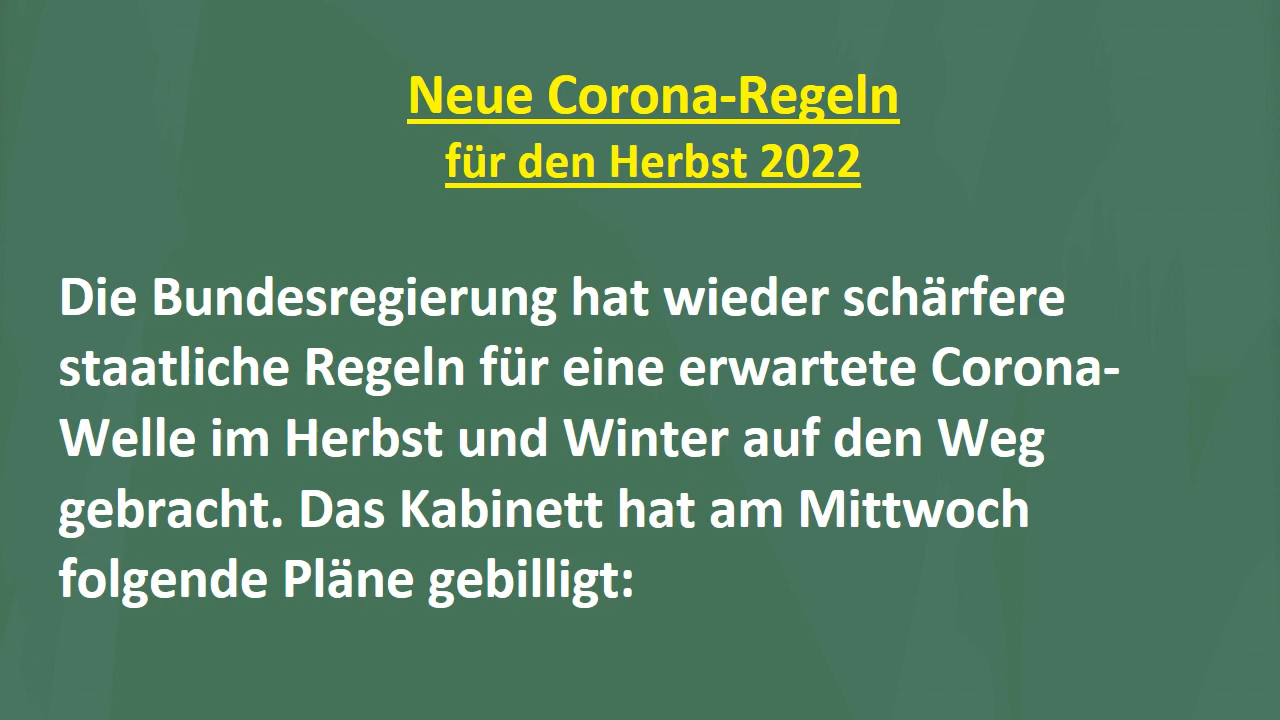 Neue Corona-Regeln
für den Herbst 2022
Die Bundesregierung hat wieder schärfere
staatliche Regeln für eine erwartete Corona-
Welle im Herbst und Winter auf den Weg
gebracht. Das Kabinett hat am Mittwoch
folgende Pläne gebilligt: